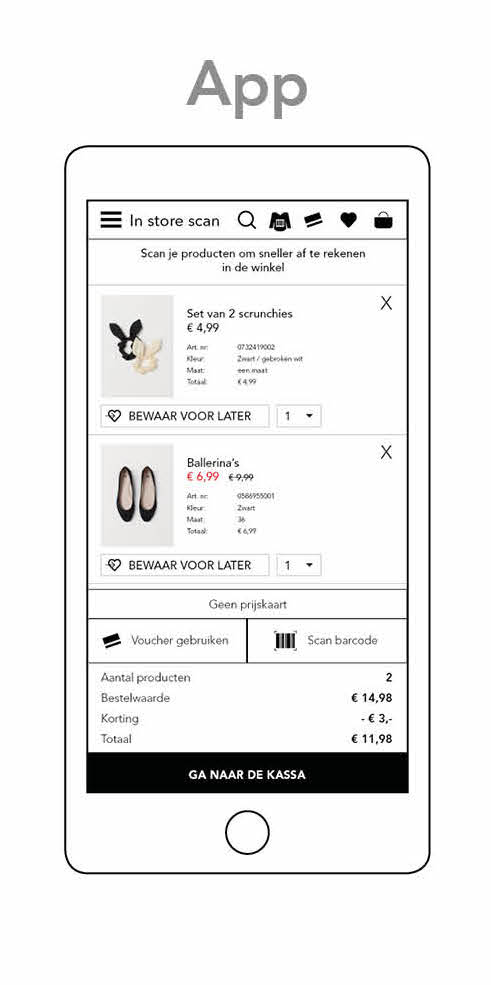 App
In store scan
Scan je producten om sneller af te rekenen
in de winkel
X
Set van 2 scrunchies
€ 4,99
Art. nr: 0732419002
Kleur: Zwart / gebroken wit
Maat: een maat
Totaal: € 4,99
BEWAAR VOOR LATER 1
X
Ballerina's
€ 6,99 € 9,99
Art. nr: 0566955001
Kleur: Zwart
Maat: 36
Totaal: € 6,99
BEWAAR VOOR LATER 1
Geen prijskaart
Voucher gebruiken Scan barcode
Aantal producten 2
Bestelwaarde € 14,98
Korting - € 3,-
Totaal € 11,98
GA NAAR DE KASSA